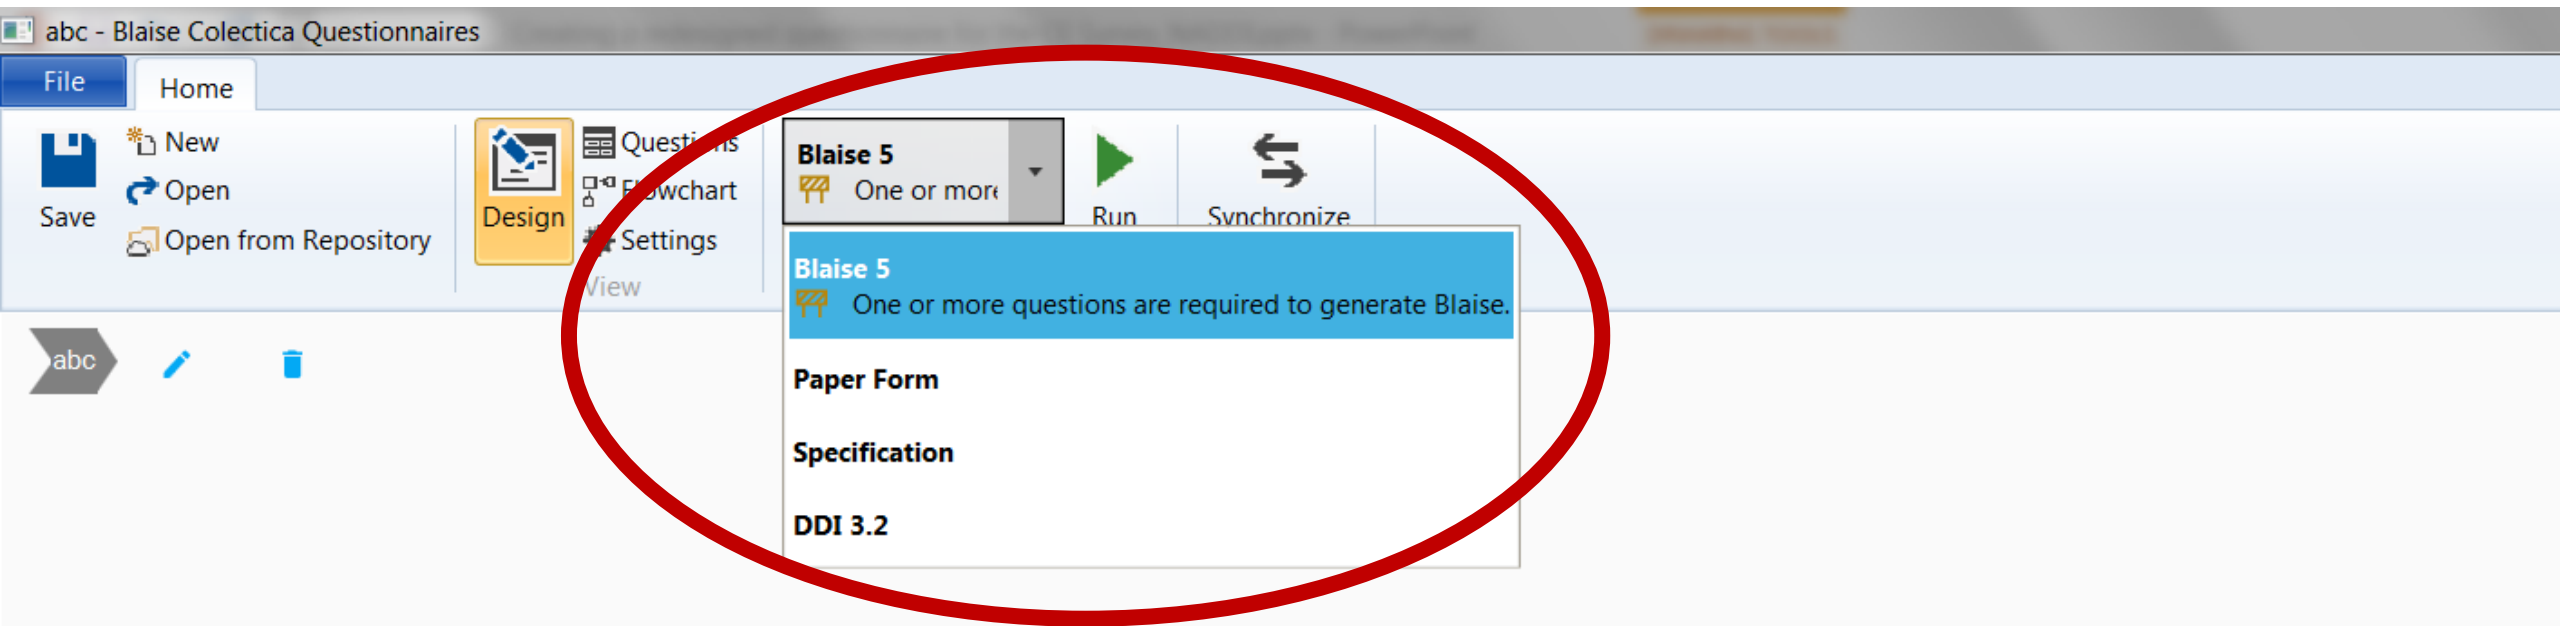 abc - Blaise Colectica Questionnaires
File
Home
Save
New
Open
Open from Repository
Design
Questions
Flowchart
Settings
View
Blaise 5
One or more
Run
Synchronize
Blaise 5
One or more questions are required to generate Blaise.
Paper Form
Specification
DDI 3.2
abc